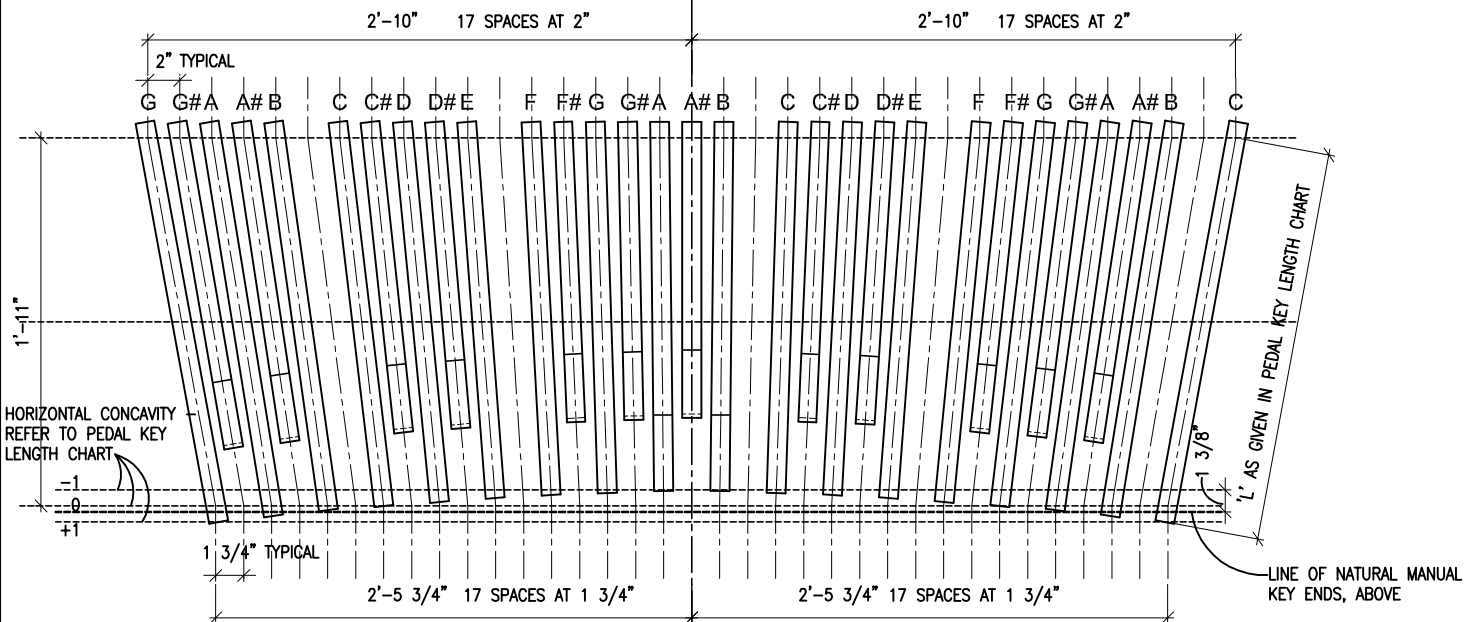 2'-10" 17 SPACES AT 2" 2'-10" 17 SPACES AT 2"
2" TYPICAL
G G# A A# B C C# D D# E F F# G G# A A# B C C# D D# E F F# G G# A A# B C
1'-11"
'L' AS GIVEN IN PEDAL KEY LENGTH CHART
HORIZONTAL CONCAVITY -
REFER TO PEDAL KEY
LENGTH CHART
1 3/8"
-1
0
+1
1 3/4" TYPICAL
LINE OF NATURAL MANUAL
KEY ENDS, ABOVE
2'-5 3/4" 17 SPACES AT 1 3/4" 2'-5 3/4" 17 SPACES AT 1 3/4"